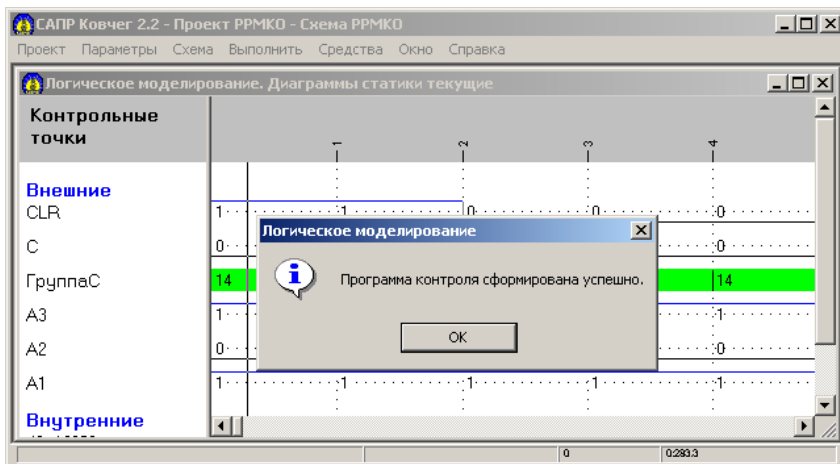 САПР Ковчег 2.2 - Проект РРМКО - Схема РРМКО
Проект Параметры Схема Выполнить Средства Окно Справка
Логическое моделирование. Диаграммы статики текущие
Контрольные
точки
1 2 3 4
Внешние
CLR 1 1 0 0 0
C 0 0
ГруппаС 14 14
A3 1 1
A2 0 0
A1 1 1 1 1 1
Внутренние
Логическое моделирование
Программа контроля сформирована успешно.
OK
0 0:283.3